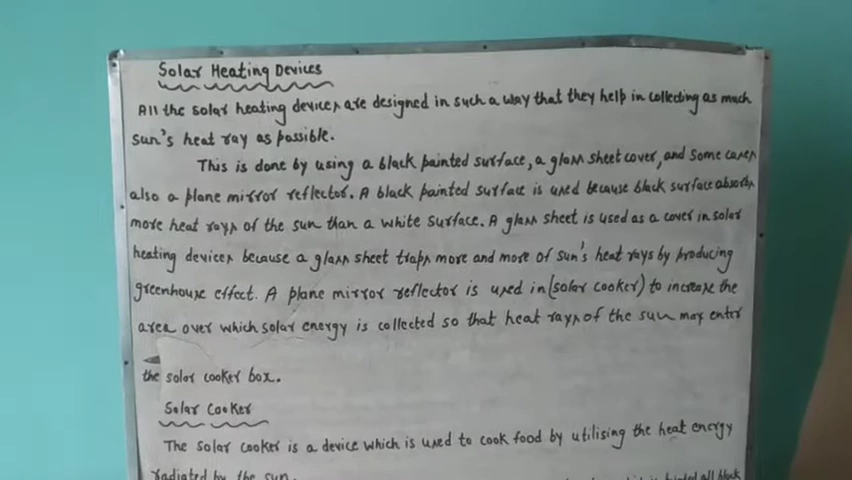 Solar Heating Devices
All the solar heating devices are designed in such a way that they help in collecting as much
sun's heat ray as possible.
This is done by using a black painted surface, a glass sheet cover, and some cases
also a plane mirror reflector. A black painted surface is used because black surface absorbs
more heat rays of the sun than a white surface. A glass sheet is used as a cover in solar
heating devices because a glass sheet traps more and more of sun's heat rays by producing
greenhouse effect. A plane mirror reflector is used in (solar cooker) to increase the
area over which solar energy is collected so that heat rays of the sun may enter
the solar cooker box.
Solar Cooker
The solar cooker is a device which is used to cook food by utilising the heat energy
radiated by the sun.